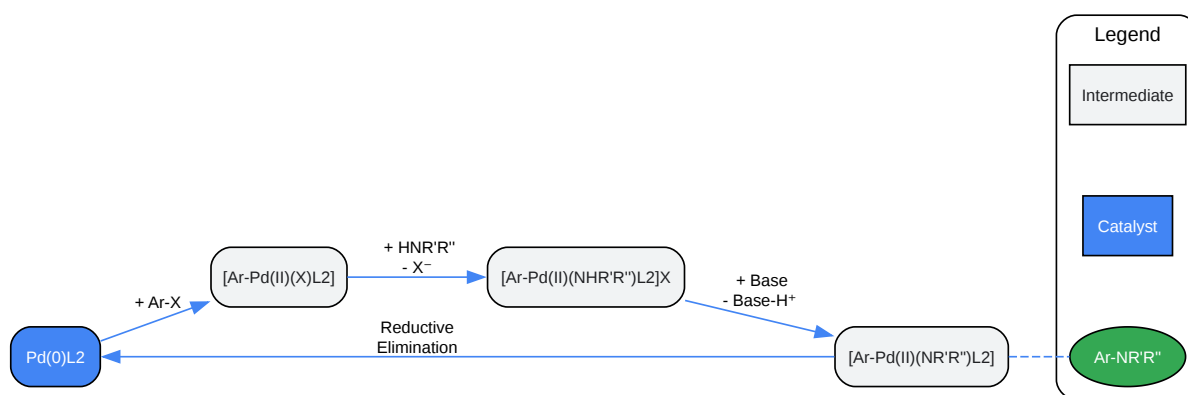 Legend
Intermediate
Catalyst
+ HNR'R''
- X⁻
[Ar-Pd(II)(X)L2]
[Ar-Pd(II)(NHR'R'')L2]X
+ Base
- Base-H⁺
+ Ar-X
Reductive
Elimination
Pd(0)L2
[Ar-Pd(II)(NR'R'')L2]
Ar-NR'R''